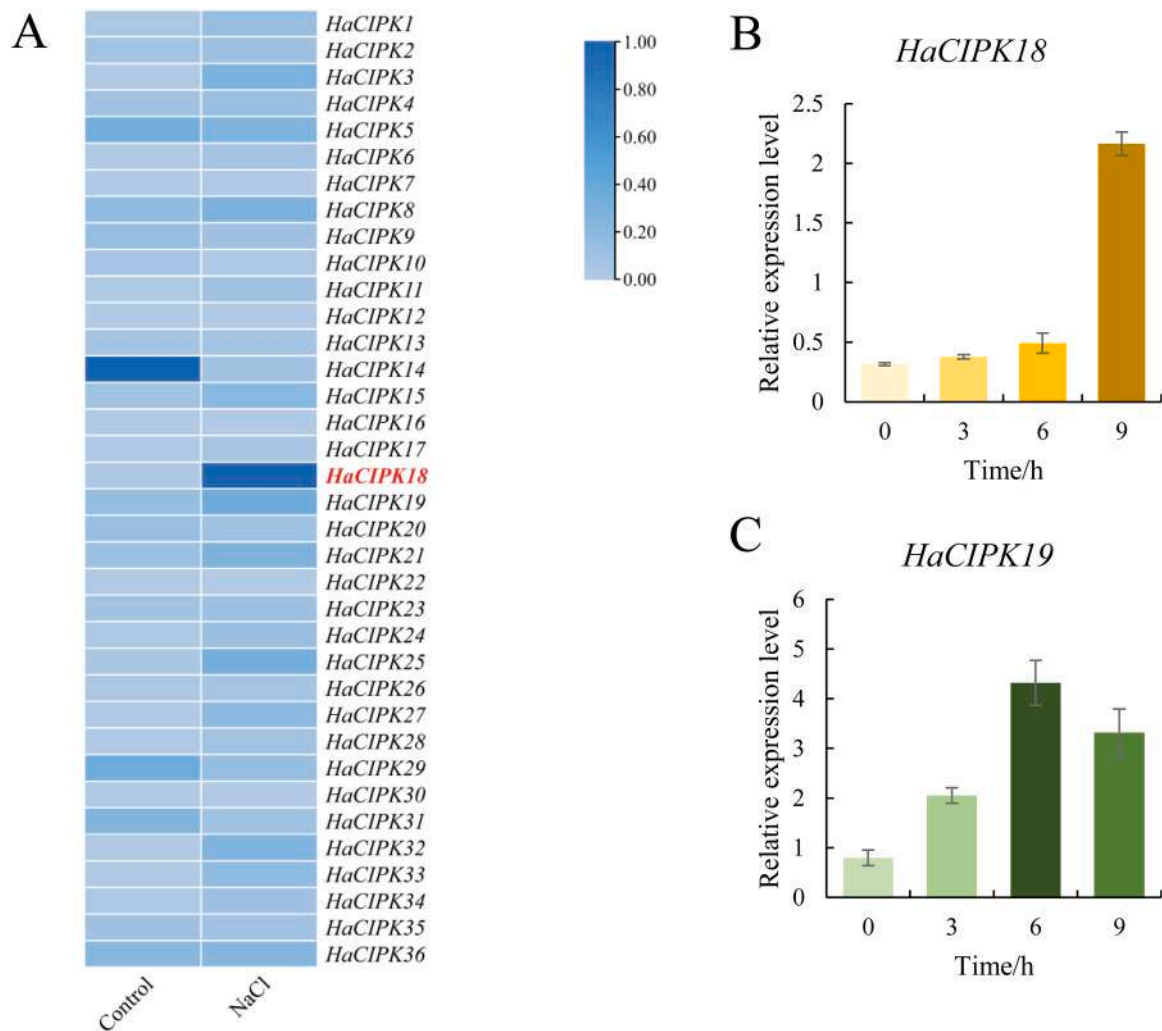 A
HaCIPK1
HaCIPK2
HaCIPK3
HaCIPK4
HaCIPK5
HaCIPK6
HaCIPK7
HaCIPK8
HaCIPK9
HaCIPK10
HaCIPK11
HaCIPK12
HaCIPK13
HaCIPK14
HaCIPK15
HaCIPK16
HaCIPK17
HaCIPK18
HaCIPK19
HaCIPK20
HaCIPK21
HaCIPK22
HaCIPK23
HaCIPK24
HaCIPK25
HaCIPK26
HaCIPK27
HaCIPK28
HaCIPK29
HaCIPK30
HaCIPK31
HaCIPK32
HaCIPK33
HaCIPK34
HaCIPK35
HaCIPK36
Control
NaCl
1.00
0.80
0.60
0.40
0.20
0.00
B
HaCIPK18
Relative expression level
2.5
2
1.5
1
0.5
0
0 3 6 9
Time/h
C
HaCIPK19
Relative expression level
6
5
4
3
2
1
0
0 3 6 9
Time/h